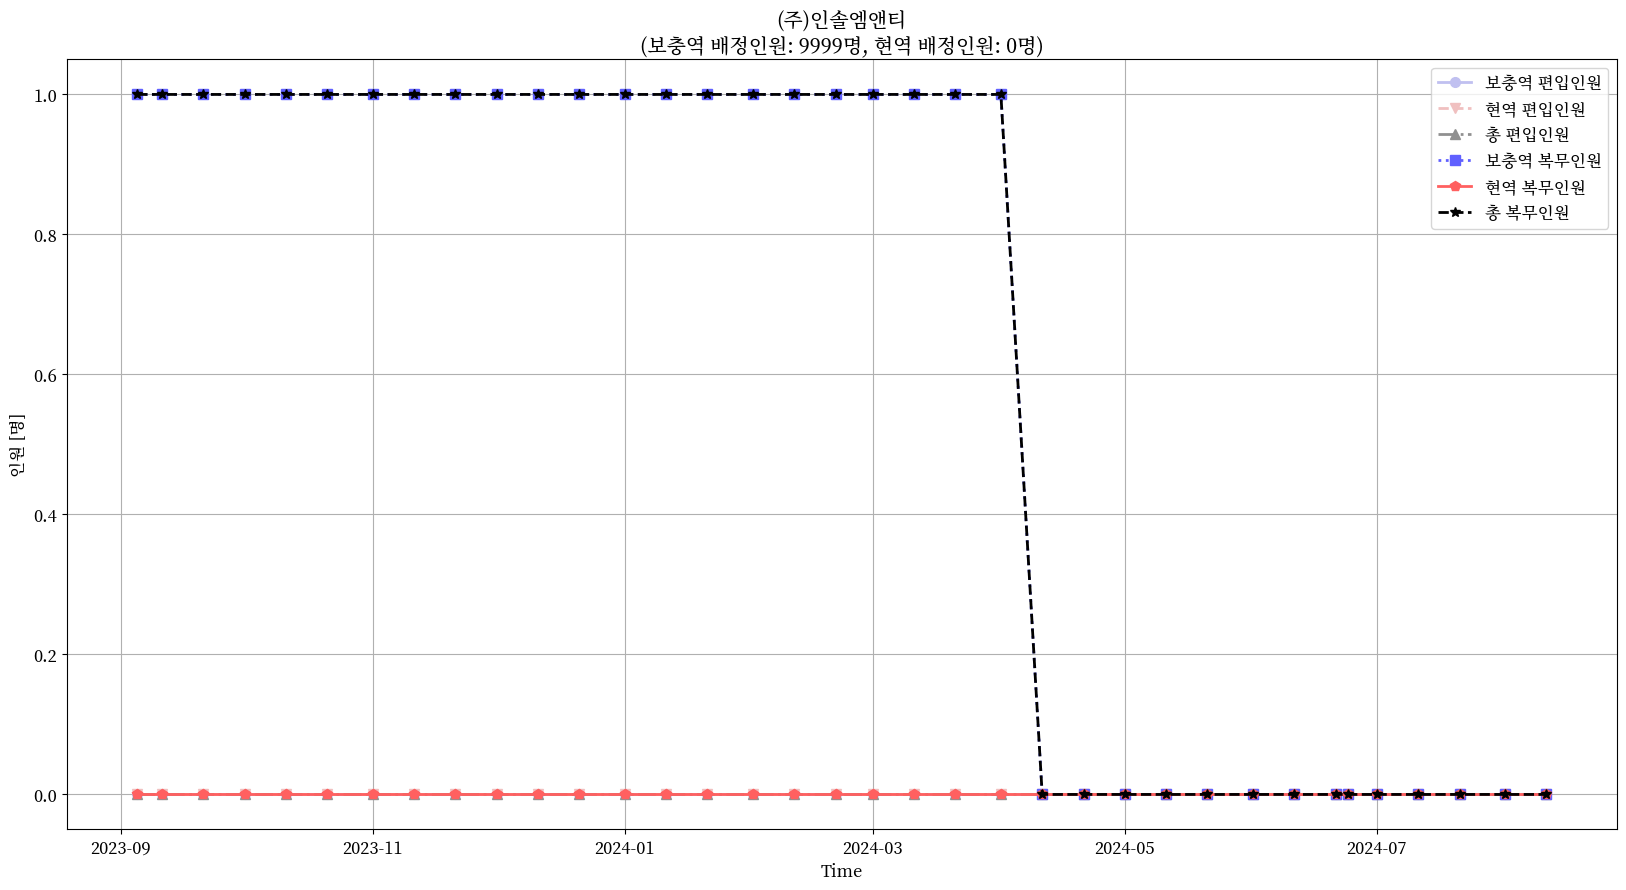 (주)인솔엠앤티
(보충역 배정인원: 9999명, 현역 배정인원: 0명)
보충역 편입인원
현역 편입인원
총 편입인원
보충역 복무인원
현역 복무인원
총 복무인원
1.0
0.8
0.6
0.4
0.2
0.0
인원 [명]
2023-09
2023-11
2024-01
2024-03
2024-05
2024-07
Time